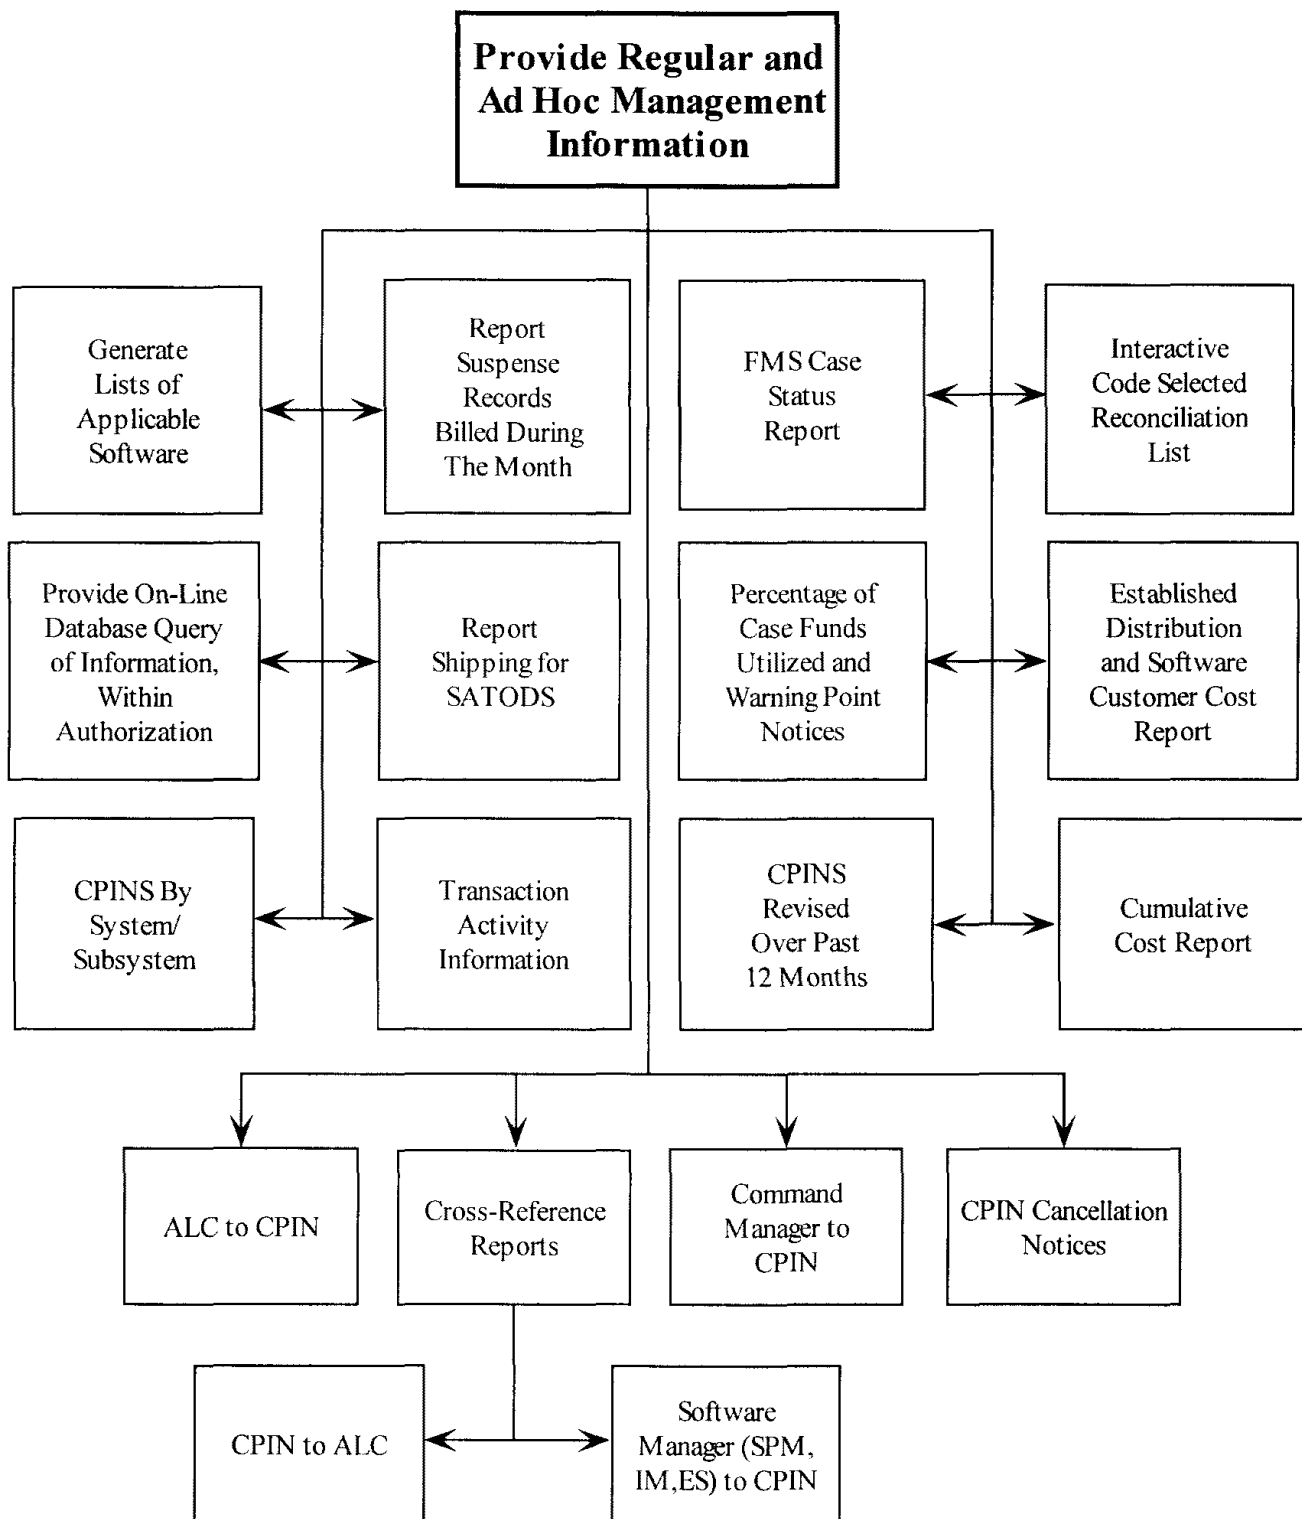 Provide Regular and
Ad Hoc Management
Information
Generate
Lists of
Applicable
Software
Report
Suspense
Records
Billed During
The Month
FMS Case
Status
Report
Interactive
Code Selected
Reconciliation
List
Provide On-Line
Database Query
of Information,
Within
Authorization
Report
Shipping for
SATODS
Percentage of
Case Funds
Utilized and
Warning Point
Notices
Established
Distribution
and Software
Customer Cost
Report
CPINS By
System/
Subsystem
Transaction
Activity
Information
CPINS
Revised
Over Past
12 Months
Cumulative
Cost Report
ALC to CPIN
Cross-Reference
Reports
Command
Manager to
CPIN
CPIN Cancellation
Notices
CPIN to ALC
Software
Manager (SPM,
IM,ES) to CPIN